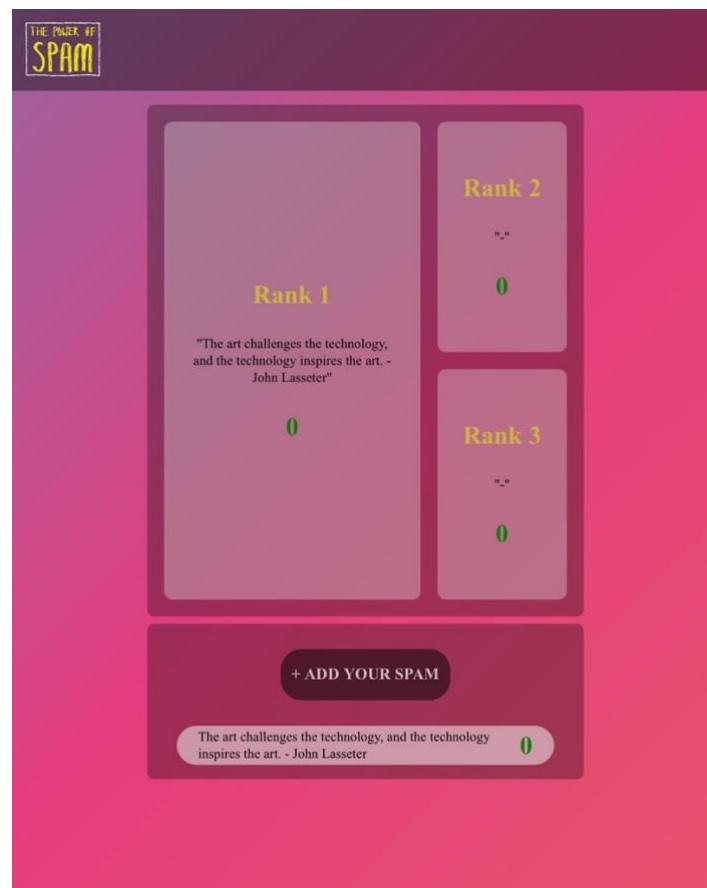 THE POWER OF
SPAM
Rank 1
"The art challenges the technology,
and the technology inspires the art. -
John Lasseter"
0
Rank 2
"-"
0
Rank 3
"-"
0
+ ADD YOUR SPAM
The art challenges the technology, and the technology
inspires the art. - John Lasseter
0